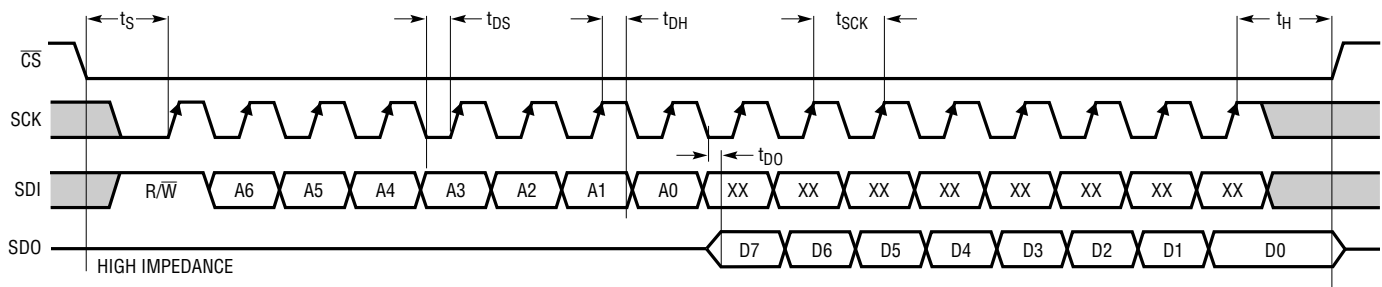 tS tDS tDH tSCK tH
CS
SCK
tDO
SDI R/W A6 A5 A4 A3 A2 A1 A0 XX XX XX XX XX XX XX XX
SDO D7 D6 D5 D4 D3 D2 D1 D0
HIGH IMPEDANCE